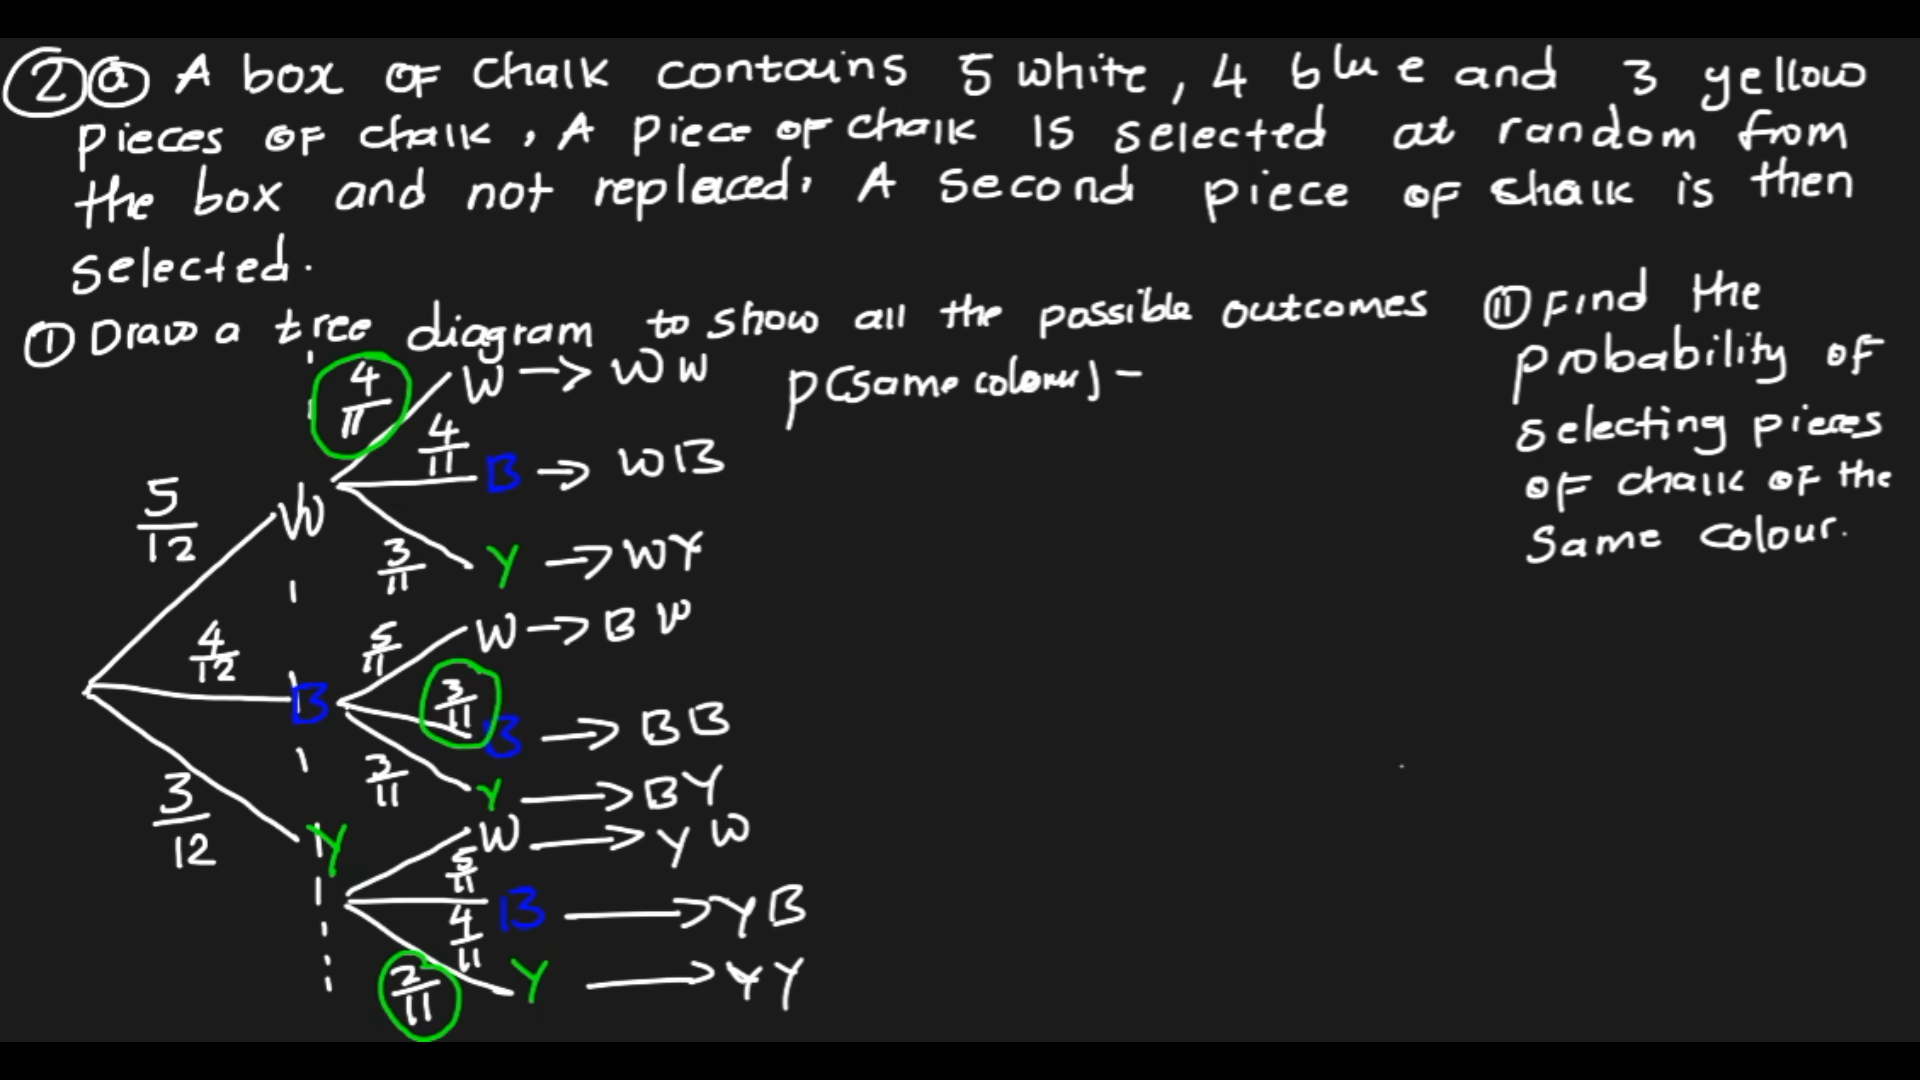 2 a A box of chalk contains 5 white, 4 blue and 3 yellow
pieces of chalk, A piece of chalk is selected at random from
the box and not replaced, A second piece of chalk is then
selected.
i Draw a tree diagram to show all the possible outcomes
ii Find the
probability of
selecting pieces
of chalk of the
same colour.
P(same colour) =
4/11 W → WW
4/11 B → WB
5/12 W
3/11 Y → WY
5/11 W → BW
4/12 B
3/11 B → BB
3/11 Y → BY
3/12 Y
5/11 W → YW
4/11 B → YB
2/11 Y → YY